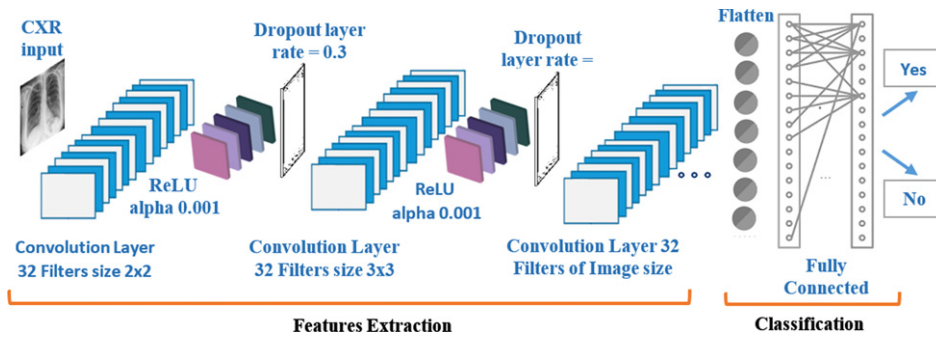 CXR
input
Dropout layer
rate = 0.3
Dropout
layer rate =
Flatten
Yes
No
ReLU
alpha 0.001
ReLU
alpha 0.001
Convolution Layer
32 Filters size 2x2
Convolution Layer
32 Filters size 3x3
Convolution Layer 32
Filters of Image size
Fully
Connected
Features Extraction
Classification